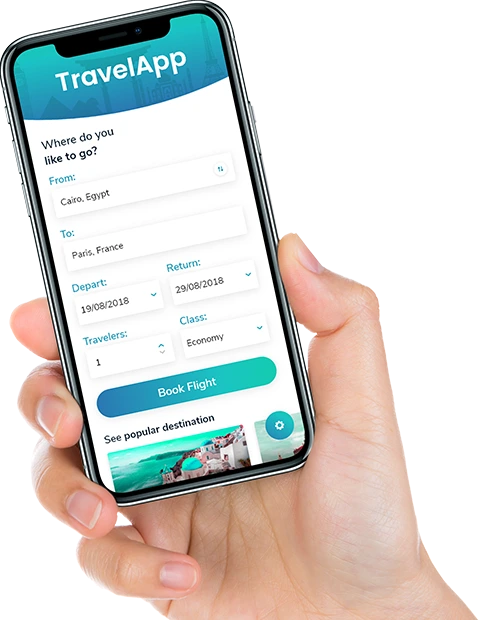 TravelApp
Where do you
like to go?
From:
Cairo, Egypt
To:
Paris, France
Depart:
Return:
19/08/2018
29/08/2018
Travelers:
Class:
1
Economy
Book Flight
See popular destination